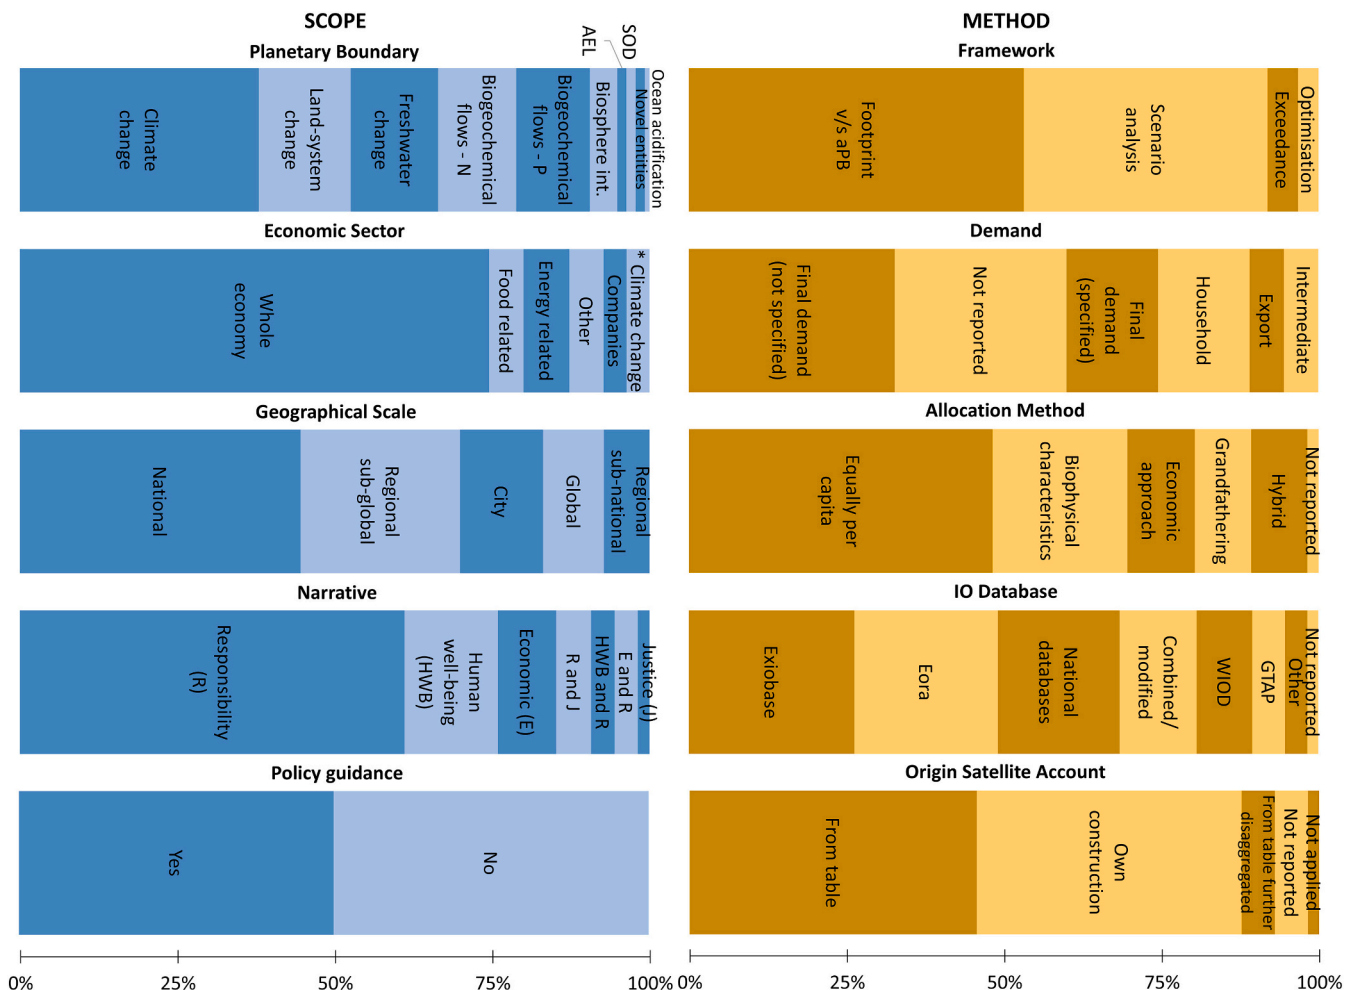 SCOPE
Planetary Boundary
Climate
change
Land-system
change
Freshwater
change
Biogeochemical
flows - N
Biogeochemical
flows - P
Biosphere int.
AEL
SOD
Novel entities
Ocean acidification
Economic Sector
Whole
economy
Food related
Energy related
Other
Companies
* Climate change
Geographical Scale
National
Regional
sub-global
City
Global
Regional
sub-national
Narrative
Responsibility
(R)
Human
well-being
(HWB)
Economic (E)
R and J
HWB and R
E and R
Justice (J)
Policy guidance
Yes
No
0%
25%
50%
75%
100%
METHOD
Framework
Footprint
v/s aPB
Scenario
analysis
Exceedance
Optimisation
Demand
Final demand
(not specified)
Not reported
Final
demand
(specified)
Household
Export
Intermediate
Allocation Method
Equally per
capita
Biophysical
characteristics
Economic
approach
Grandfathering
Hybrid
Not reported
IO Database
Exiobase
Eora
National
databases
Combined/
modified
WIOD
GTAP
Other
Not reported
Origin Satellite Account
From table
Own
construction
From table further
disaggregated
Not reported
Not applied
0%
25%
50%
75%
100%